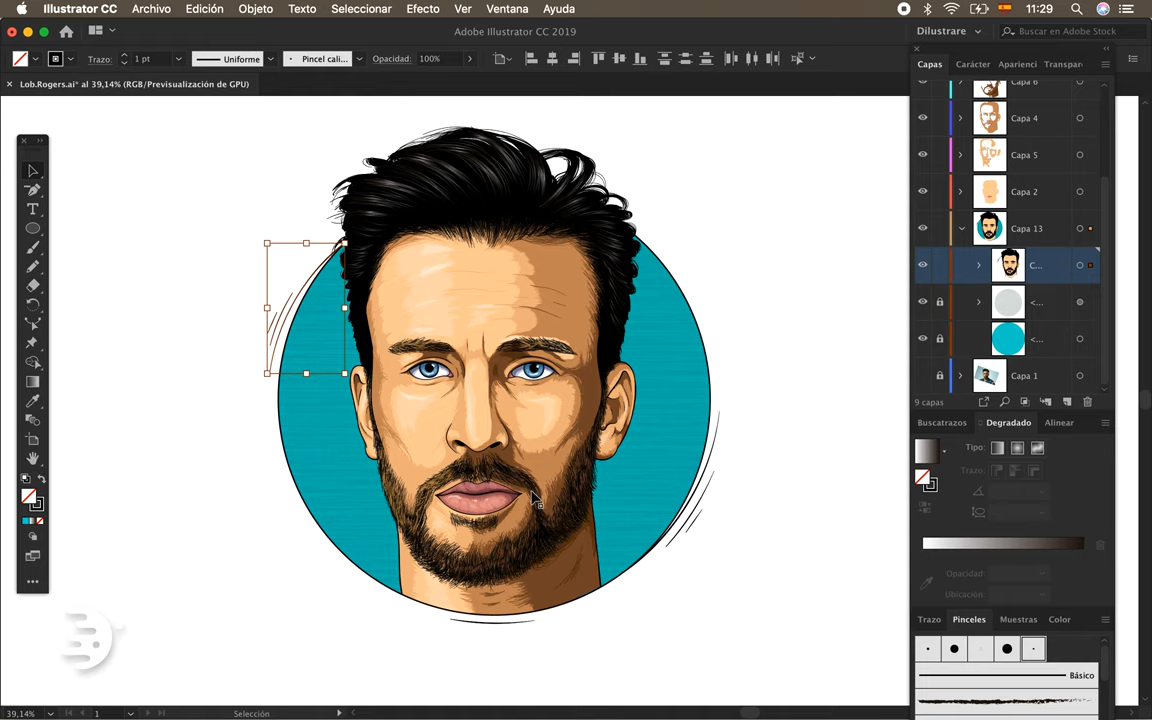 Illustrator CC Archivo Edición Objeto Texto Seleccionar Efecto Ver Ventana Ayuda 11:29
Adobe Illustrator CC 2019 Dilustrare Buscar en Adobe Stock
Trazo: 1 pt Uniforme Pincel cali... Opacidad: 100%
Lob.Rogers.ai* al 39,14% (RGB/Previsualización de GPU)
Capas Carácter Aparienci Transpar
Capa 6
Capa 4
Capa 5
Capa 2
Capa 13
C...
<...
<...
Capa 1
9 capas
Buscatrazos Degradado Alinear
Tipo:
Trazo:
Opacidad
Ubicación:
Trazo Pinceles Muestras Color
Básico
39,14% 1 Selección